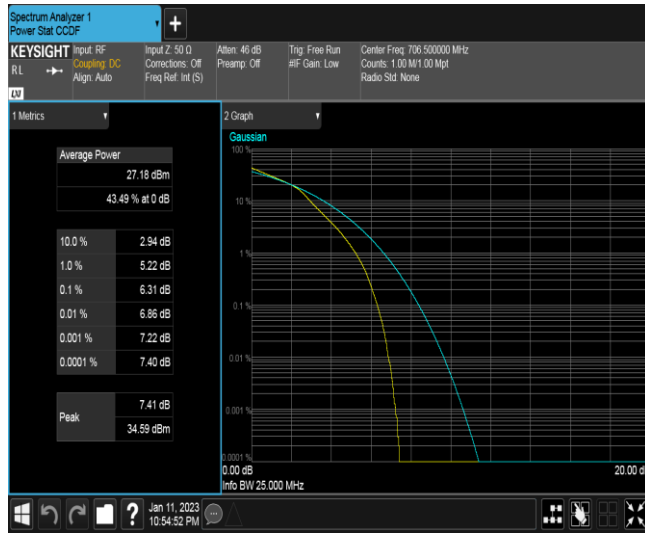 Spectrum Analyzer 1
Power Stat CCDF
+
KEYSIGHT
RL
Input: RF
Coupling: DC
Align: Auto
Input Z: 50 Ω
Corrections: Off
Freq Ref: Int (S)
Atten: 46 dB
Preamp: Off
Trig: Free Run
#IF Gain: Low
Center Freq: 706.500000 MHz
Counts: 1.00 M/1.00 Mpt
Radio Std: None
LXI
1 Metrics
Average Power
27.18 dBm
43.49 % at 0 dB
10.0 % 2.94 dB
1.0 % 5.22 dB
0.1 % 6.31 dB
0.01 % 6.86 dB
0.001 % 7.22 dB
0.0001 % 7.40 dB
Peak
7.41 dB
34.59 dBm
2 Graph
Gaussian
100 %
10 %
1 %
0.1 %
0.01 %
0.001 %
0.0001 %
0.00 dB
20.00 d
Info BW 25.000 MHz
?
Jan 11, 2023
10:54:52 PM